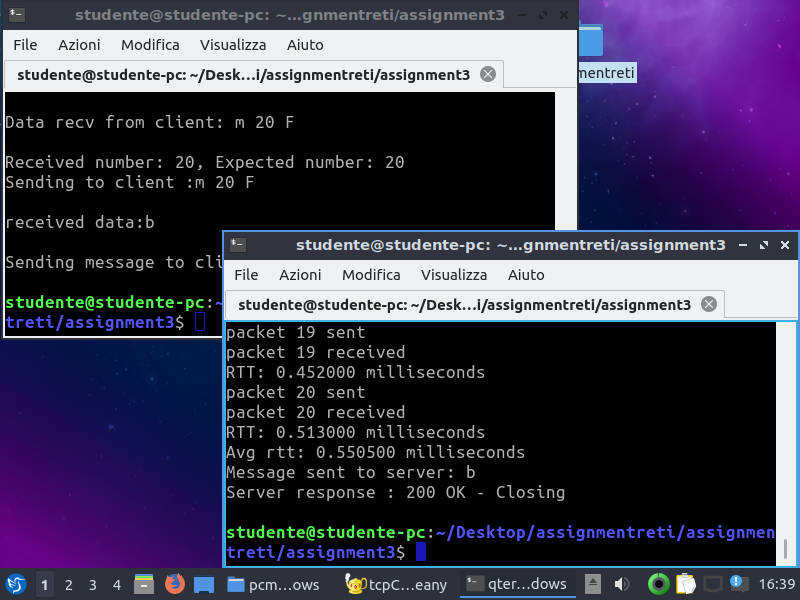 studente@studente-pc: ~...gnmentreti/assignment3
File Azioni Modifica Visualizza Aiuto
studente@studente-pc: ~/Desk...i/assignmentreti/assignment3
mentreti
Data recv from client: m 20 F
Received number: 20, Expected number: 20
Sending to client :m 20 F
received data:b
Sending message to cli
studente@studente-pc:~
treti/assignment3$
studente@studente-pc: ~...gnmentreti/assignment3
File Azioni Modifica Visualizza Aiuto
studente@studente-pc: ~/Desk...i/assignmentreti/assignment3
packet 19 sent
packet 19 received
RTT: 0.452000 milliseconds
packet 20 sent
packet 20 received
RTT: 0.513000 milliseconds
Avg rtt: 0.550500 milliseconds
Message sent to server: b
Server response : 200 OK - Closing
studente@studente-pc:~/Desktop/assignmentreti/assignmen
treti/assignment3$
1 2 3 4 pcm...ows tcpC...eany qter...dows 16:39